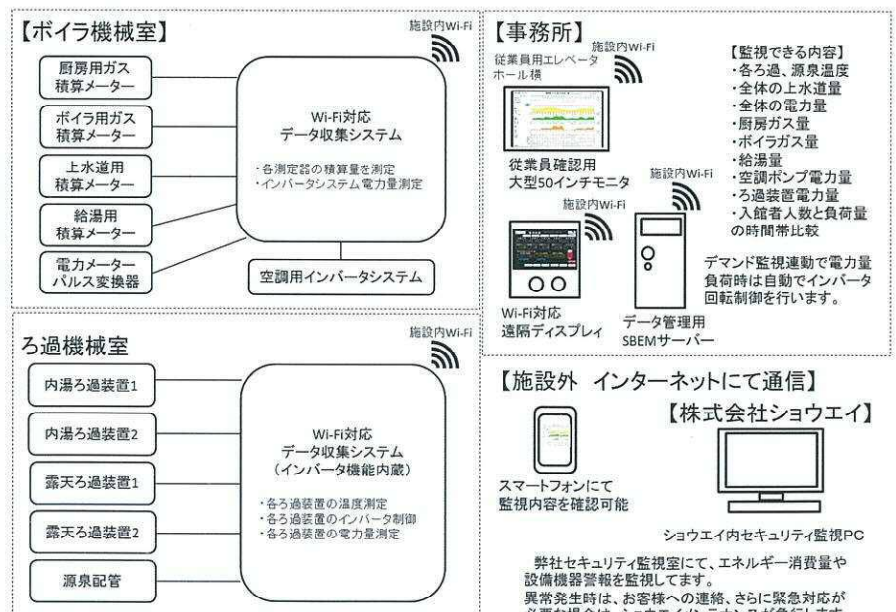 【ボイラ機械室】
施設内Wi-Fi
厨房用ガス
積算メーター
ボイラ用ガス
積算メーター
上水道用
積算メーター
給湯用
積算メーター
電力メーター
パルス変換器
Wi-Fi対応
データ収集システム
・各測定器の積算量を測定
・インバータシステム電力量測定
空調用インバータシステム
ろ過機械室
施設内Wi-Fi
内湯ろ過装置1
内湯ろ過装置2
露天ろ過装置1
露天ろ過装置2
源泉配管
Wi-Fi対応
データ収集システム
（インバータ機能内蔵）
・各ろ過装置の温度測定
・各ろ過装置のインバータ制御
・各ろ過装置の電力量測定
【事務所】
従業員用エレベータ
ホール横
施設内Wi-Fi
従業員確認用
大型50インチモニタ
施設内Wi-Fi
施設内Wi-Fi
Wi-Fi対応
遠隔ディスプレイ
データ管理用
SBEMサーバー
【監視できる内容】
・各ろ過、源泉温度
・全体の上水道量
・全体の電力量
・厨房ガス量
・ボイラガス量
・給湯量
・空調ポンプ電力量
・ろ過装置電力量
・入館者人数と負荷量
の時間帯比較
デマンド監視連動で電力量
負荷時は自動でインバータ
回転制御を行います。
【施設外 インターネットにて通信】
【株式会社ショウエイ】
スマートフォンにて
監視内容を確認可能
ショウエイ内セキュリティ監視PC
弊社セキュリティ監視室にて、エネルギー消費量や
設備機器警報を監視してます。
異常発生時は、お客様への連絡、さらに緊急対応が